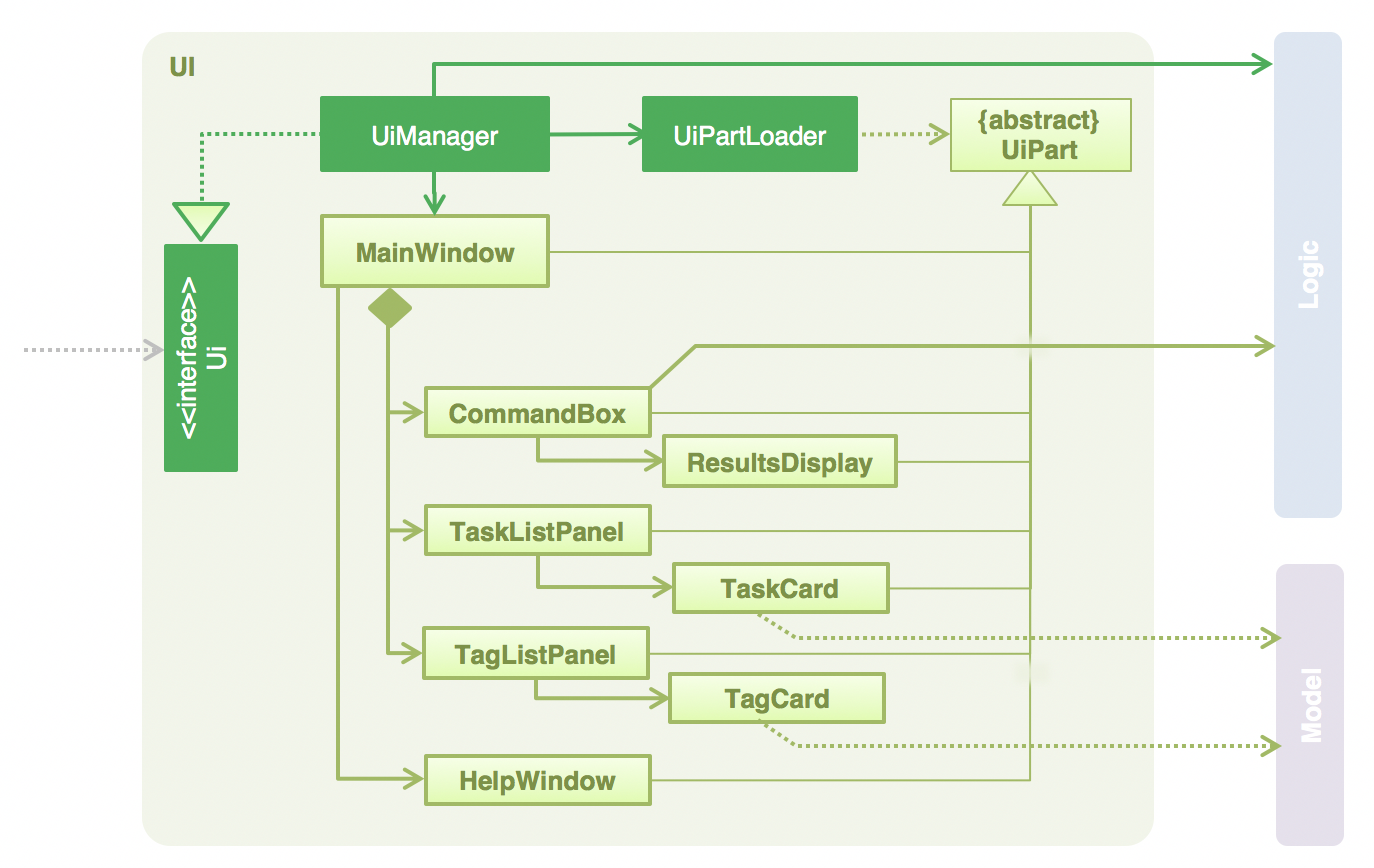 UI
UiManager
UiPartLoader
{abstract}
UiPart
<<interface>>
Ui
MainWindow
Logic
CommandBox
ResultsDisplay
TaskListPanel
TaskCard
TagListPanel
TagCard
Model
HelpWindow